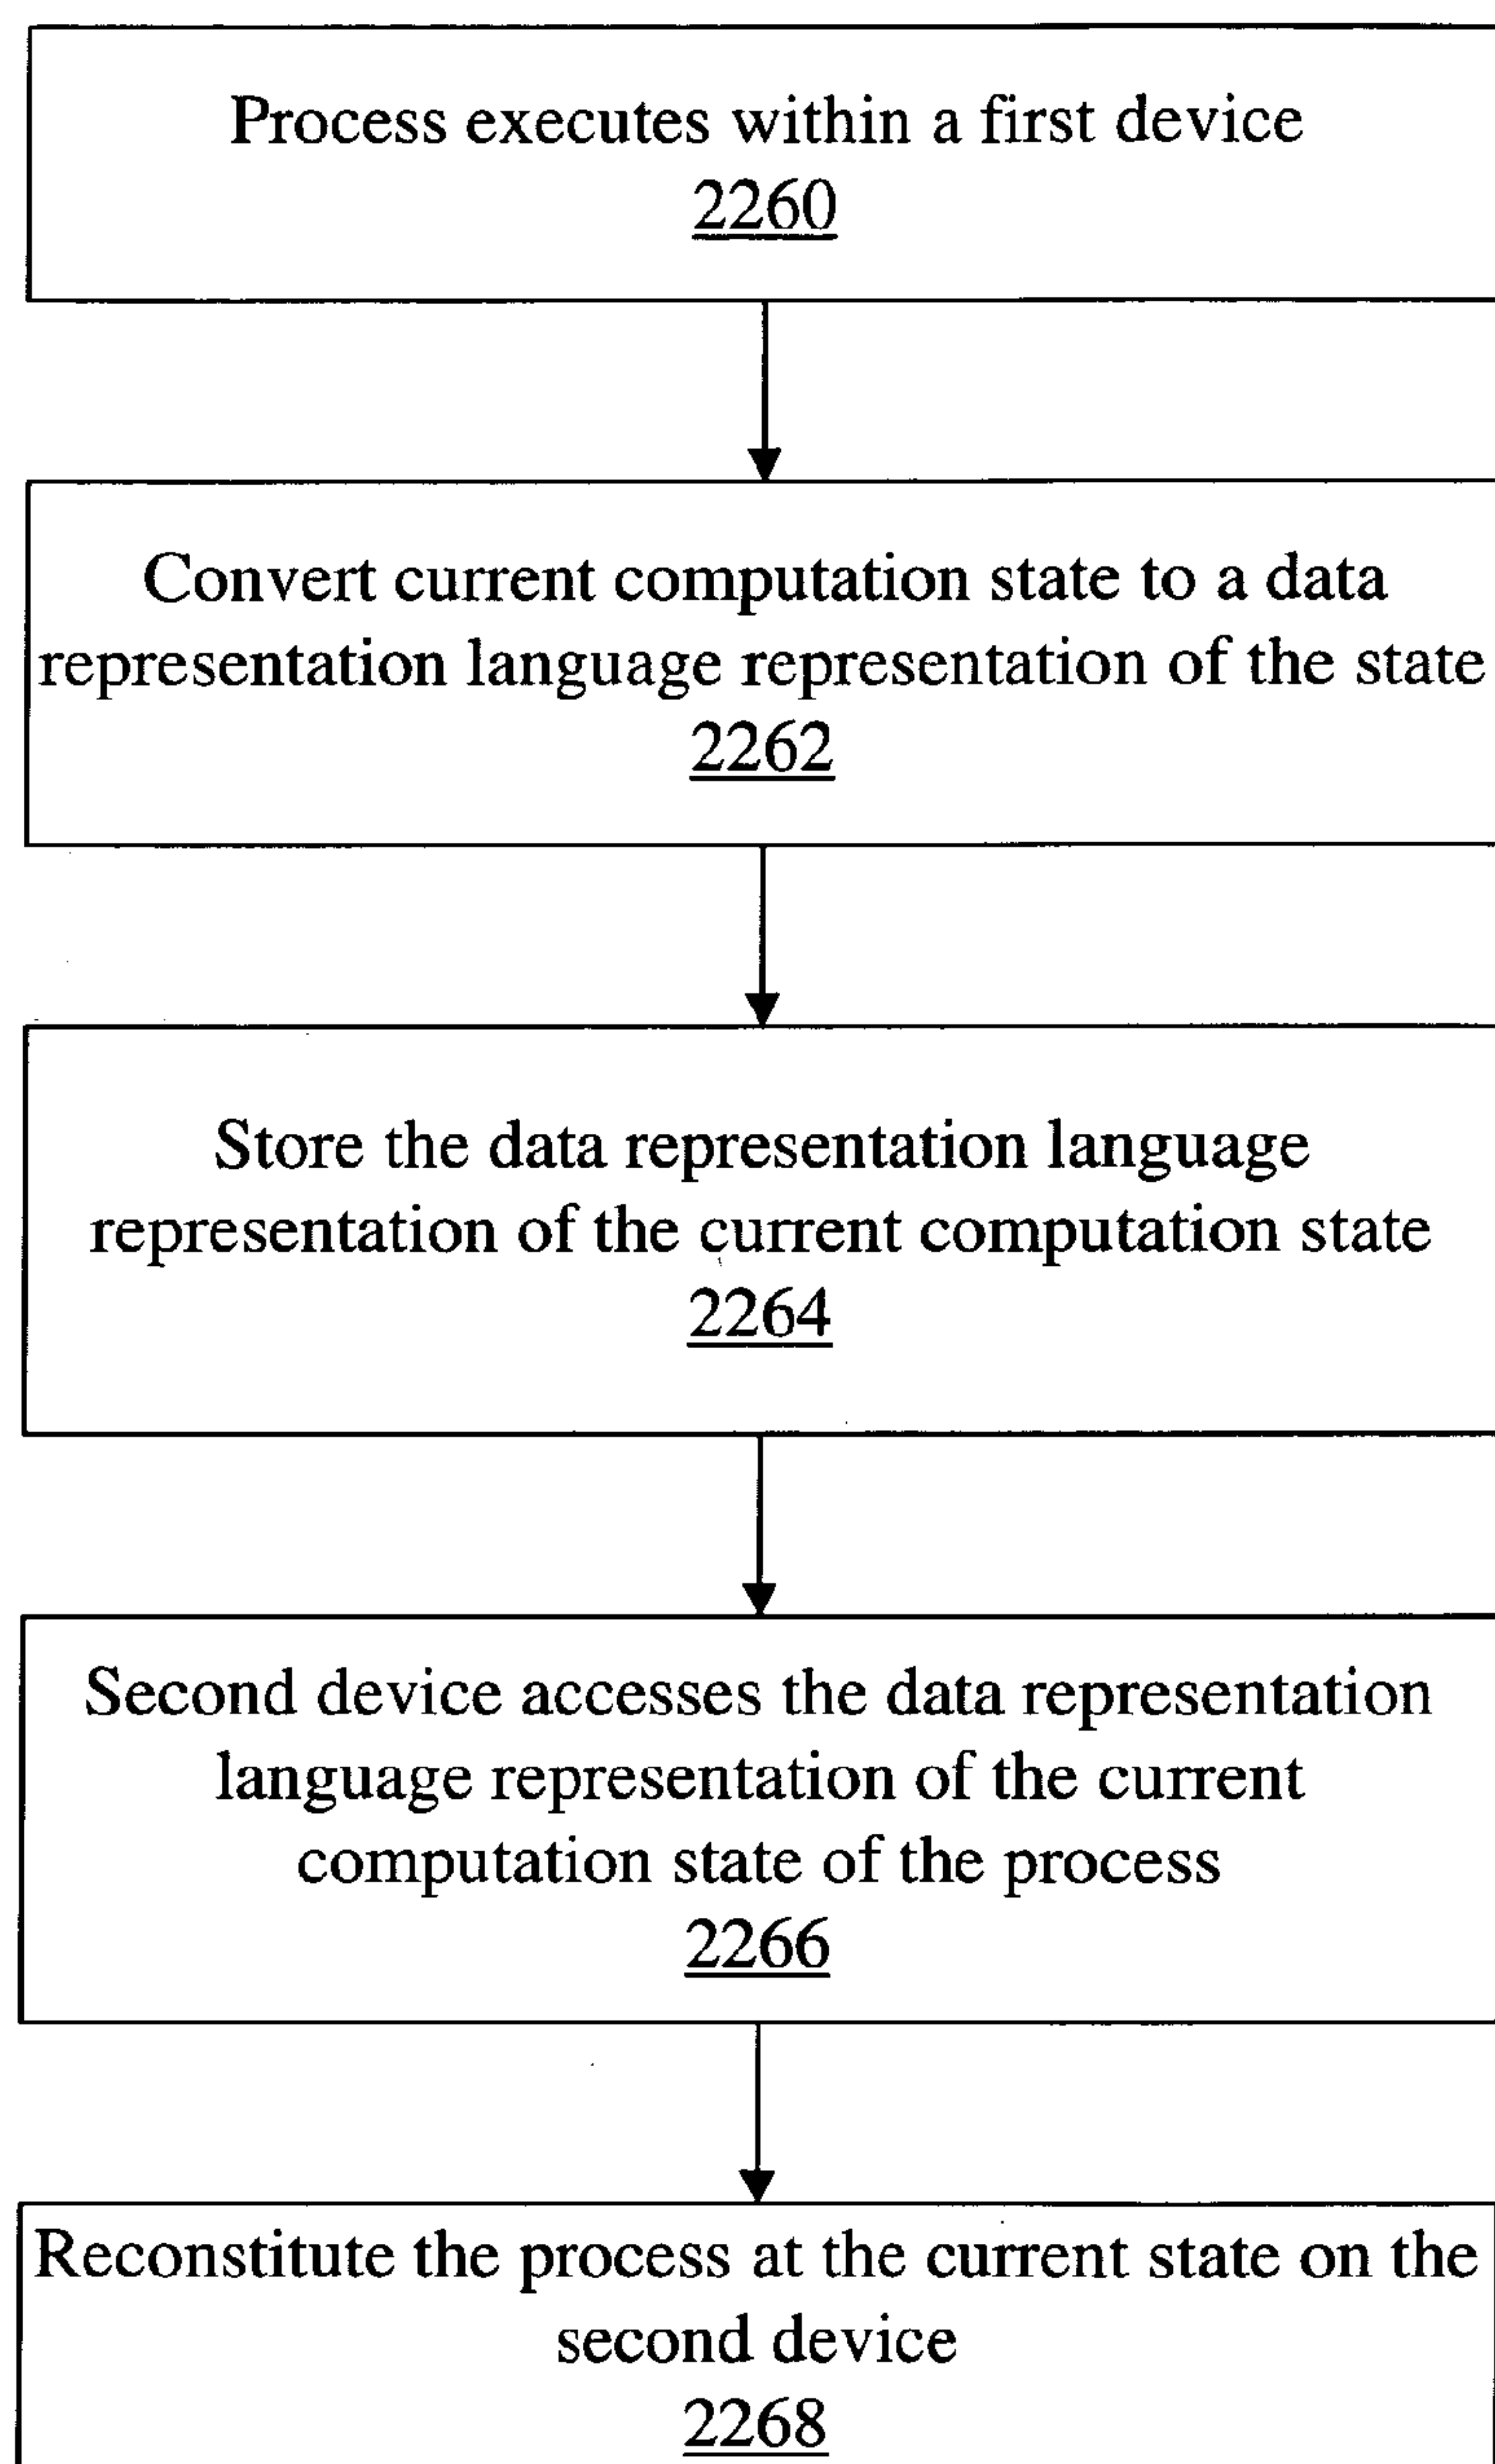 Process executes within a first device
2260
Convert current computation state to a data
representation language representation of the state
2262
Store the data representation language
representation of the current computation state
2264
Second device accesses the data representation
language representation of the current
computation state of the process
2266
Reconstitute the process at the current state on the
second device
2268